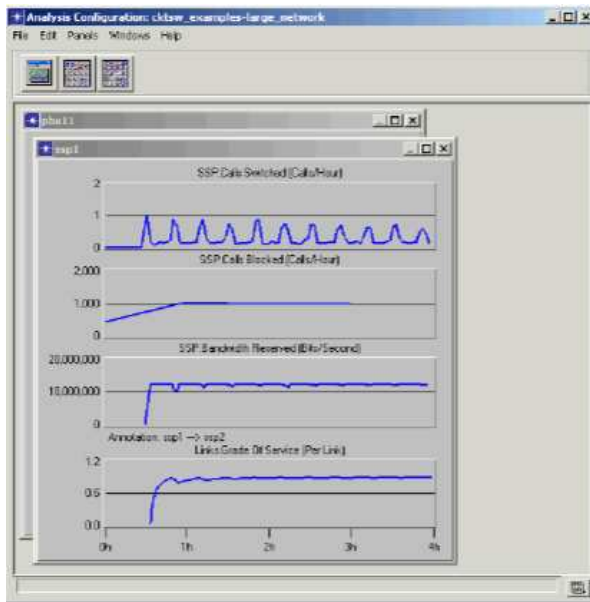 Analysis Configuration: cktsw_examples-large_network
File Edit Panels Windows Help
pbx11
ssp1
SSP.Calls Switched (Calls/Hour)
2
1
0
SSP.Calls Blocked (Calls/Hour)
2,000
1,000
0
SSP.Bandwidth Reserved (Bits/Second)
20,000,000
10,000,000
0
Annotation: ssp1 --> ssp2
Links.Grade Of Service (Per Link)
1.2
0.6
0.0
0h 1h 2h 3h 4h